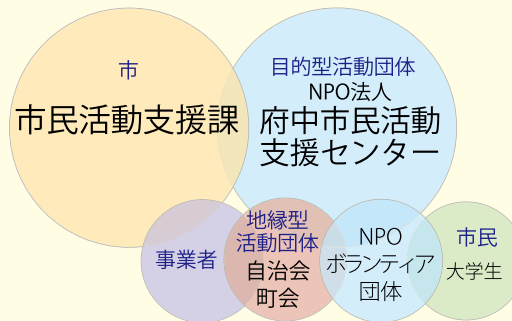 市
市民活動支援課
目的型活動団体
NPO法人
府中市民活動
支援センター
事業者
地縁型
活動団体
自治会
町会
NPO
ボランティア
団体
市民
大学生